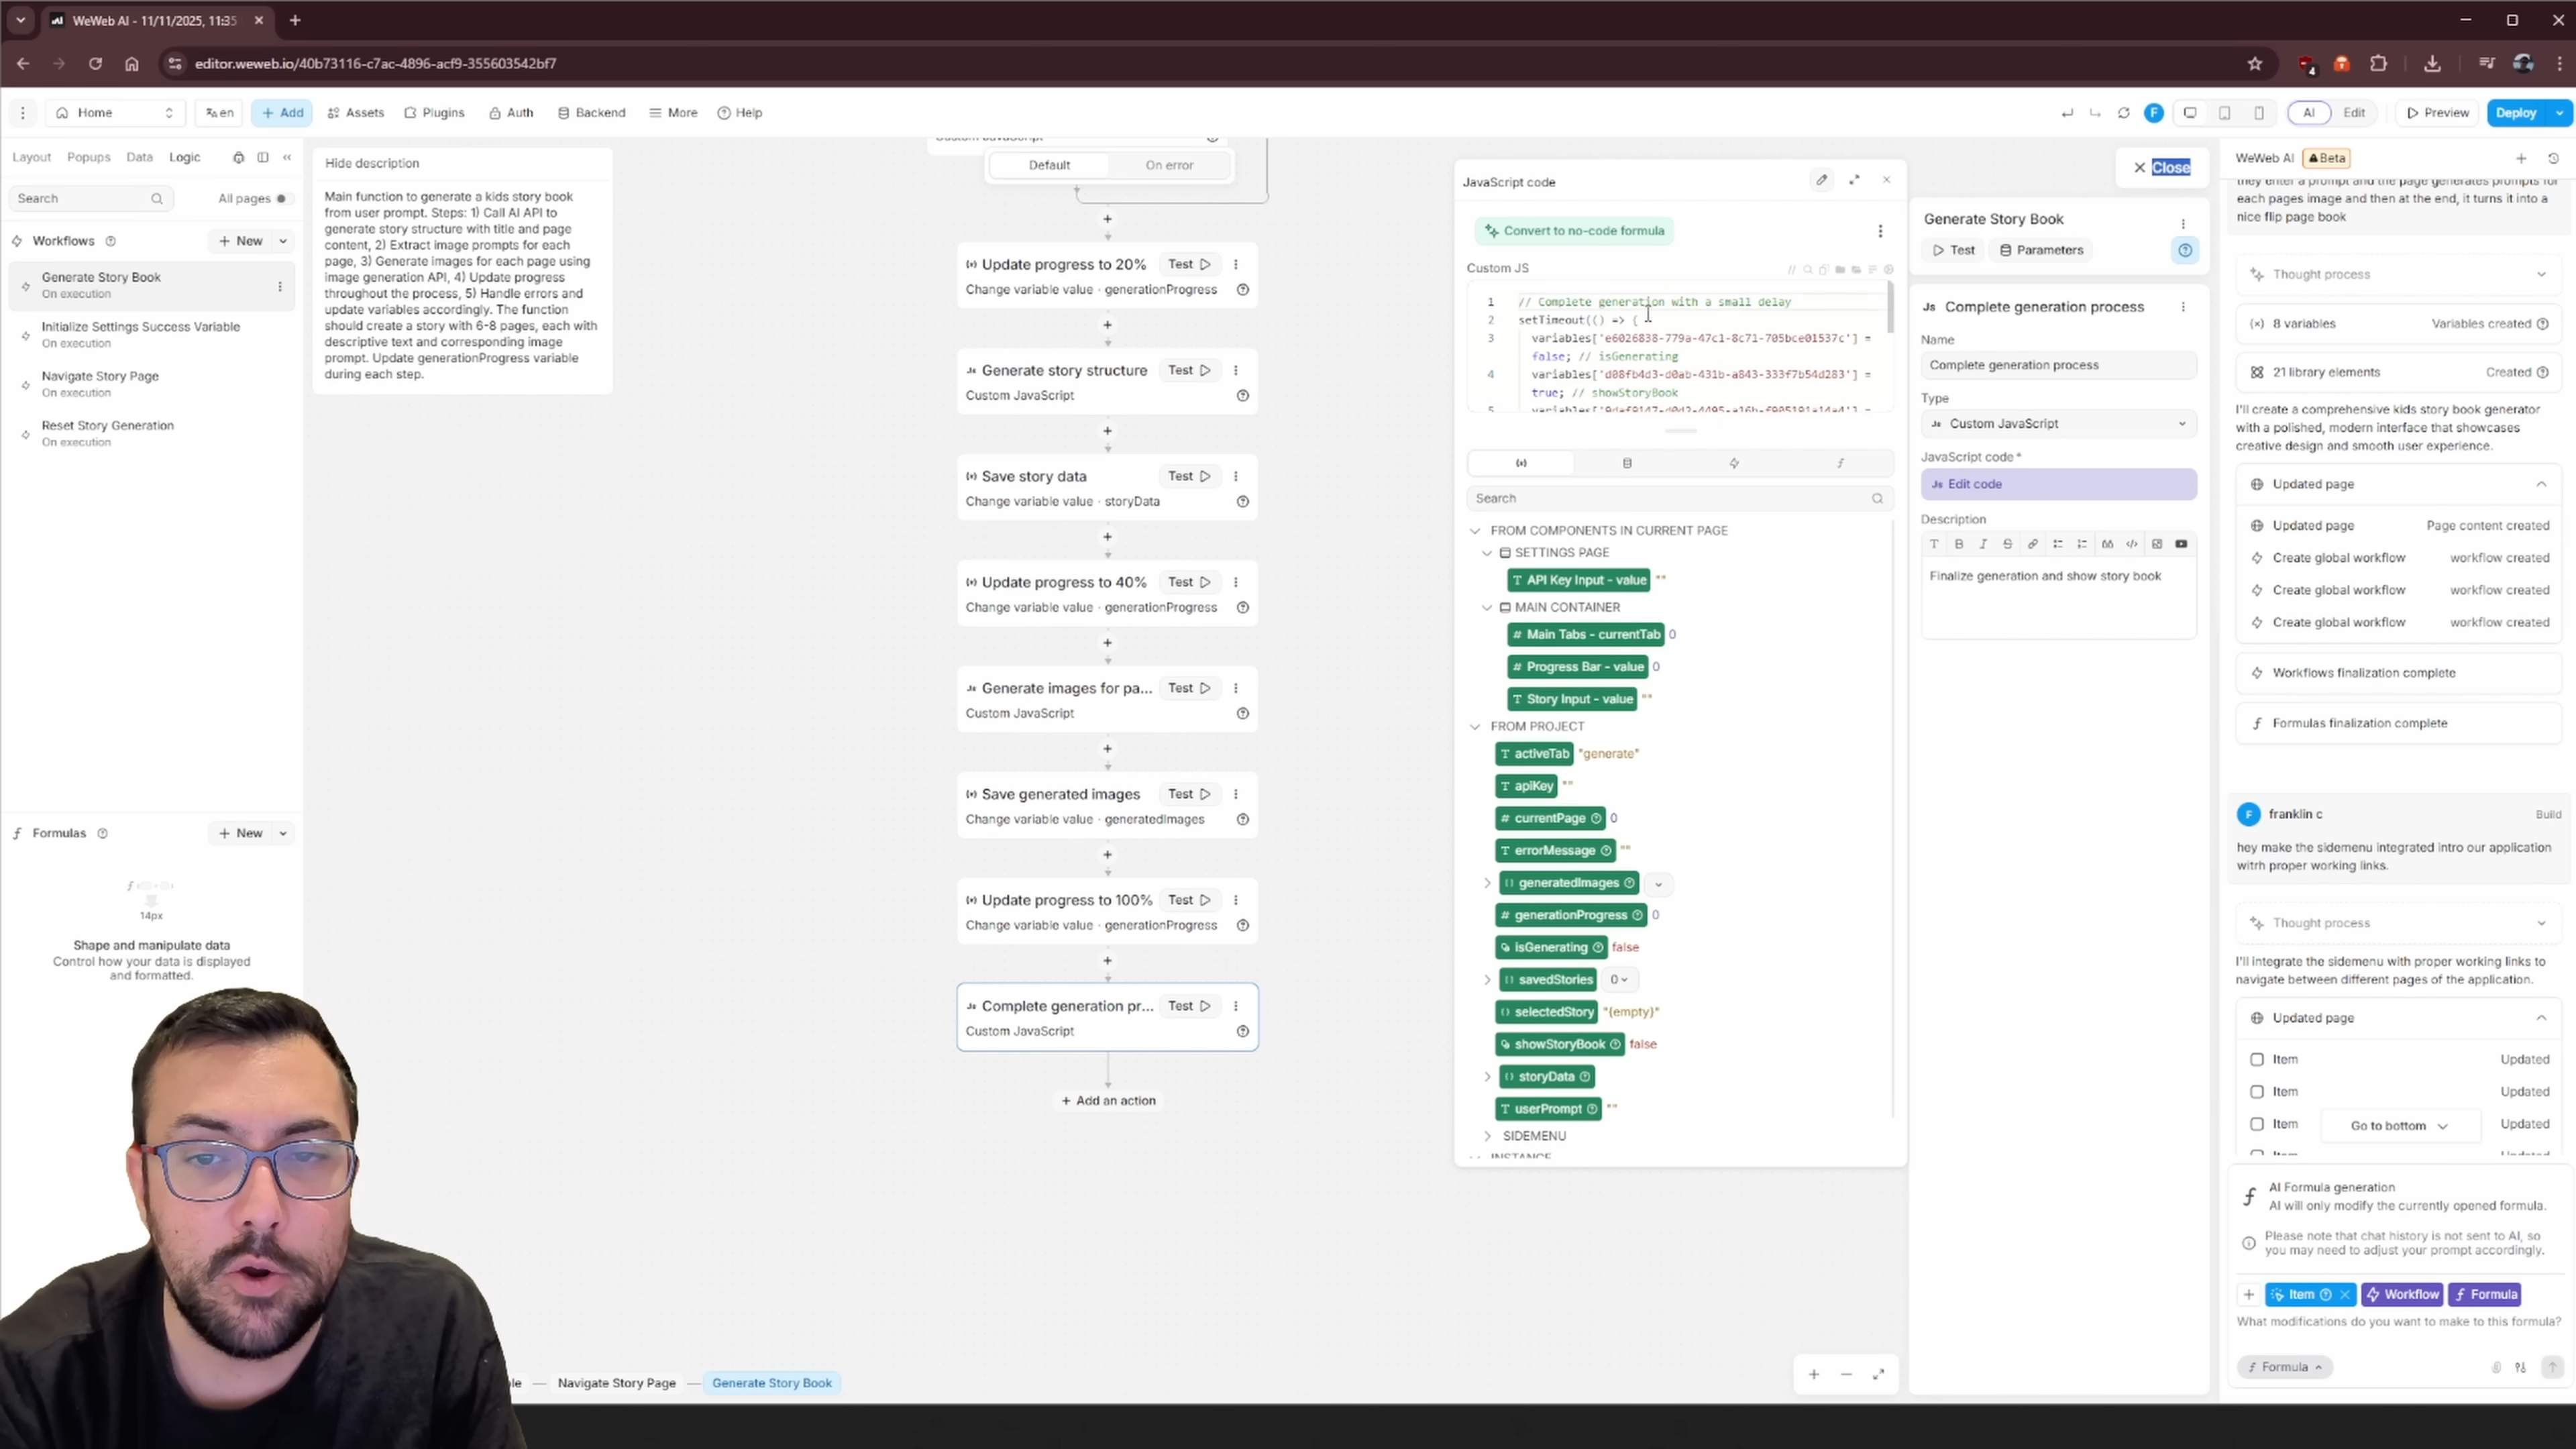 WeWeb AI - 11/11/2025, 11:35
editor.weweb.io/40b73116-c7ac-4896-acf9-355603542bf7
4
Home
en
Add
Assets
Plugins
Auth
Backend
More
Help
F
AI
Edit
Preview
Deploy
Layout
Popups
Data
Logic
Search
All pages
Workflows
New
Generate Story Book
On execution
Initialize Settings Success Variable
On execution
Navigate Story Page
On execution
Reset Story Generation
On execution
Formulas
New
14px
Shape and manipulate data
Control how your data is displayed
and formatted.
Hide description
Main function to generate a kids story book
from user prompt. Steps: 1) Call AI API to
generate story structure with title and page
content, 2) Extract image prompts for each
page, 3) Generate images for each page using
image generation API, 4) Update progress
throughout the process, 5) Handle errors and
update variables accordingly. The function
should create a story with 6-8 pages, each with
descriptive text and corresponding image
prompt. Update generationProgress variable
during each step.
Custom JavaScript
Default
On error
Update progress to 20%
Test
Change variable value · generationProgress
Generate story structure
Test
Custom JavaScript
Save story data
Test
Change variable value · storyData
Update progress to 40%
Test
Change variable value · generationProgress
Generate images for pa...
Test
Custom JavaScript
Save generated images
Test
Change variable value · generatedImages
Update progress to 100%
Test
Change variable value · generationProgress
Complete generation pr...
Test
Custom JavaScript
+ Add an action
Navigate Story Page
Generate Story Book
JavaScript code
Convert to no-code formula
Custom JS
1 // Complete generation with a small delay
2 setTimeout(() => {
3 variables['e6026838-779a-47c1-8c71-705bce01537c'] =
false; // isGenerating
4 variables['d08fb4d3-d0ab-431b-a843-333f7b54d283'] =
true; // showStoryBook
5
Search
FROM COMPONENTS IN CURRENT PAGE
SETTINGS PAGE
API Key Input - value ""
MAIN CONTAINER
# Main Tabs - currentTab 0
# Progress Bar - value 0
Story Input - value ""
FROM PROJECT
activeTab "generate"
apiKey ""
# currentPage 0
errorMessage ""
generatedImages
# generationProgress 0
isGenerating false
savedStories 0
selectedStory "(empty)"
showStoryBook false
storyData
userPrompt ""
SIDEMENU
INSTANCE
Close
Generate Story Book
Test
Parameters
Js Complete generation process
Name
Complete generation process
Type
Js Custom JavaScript
JavaScript code *
Js Edit code
Description
Finalize generation and show story book
WeWeb AI
Beta
they enter a prompt and the page generates prompts for
each pages image and then at the end, it turns it into a
nice flip page book
Thought process
8 variables
Variables created
21 library elements
Created
I'll create a comprehensive kids story book generator
with a polished, modern interface that showcases
creative design and smooth user experience.
Updated page
Updated page
Page content created
Create global workflow
workflow created
Create global workflow
workflow created
Create global workflow
workflow created
Workflows finalization complete
Formulas finalization complete
F
franklin c
Build
hey make the sidemenu integrated intro our application
witrh proper working links.
Thought process
I'll integrate the sidemenu with proper working links to
navigate between different pages of the application.
Updated page
Item
Updated
Item
Updated
Item
Updated
Go to bottom
AI Formula generation
AI will only modify the currently opened formula.
Please note that chat history is not sent to AI, so
you may need to adjust your prompt accordingly.
Item
Workflow
Formula
What modifications do you want to make to this formula?
Formula